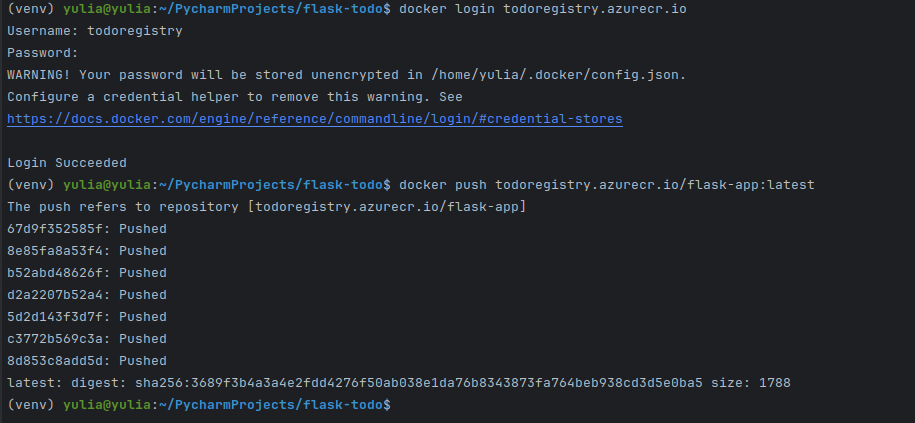 (venv) yulia@yulia:~/PycharmProjects/flask-todo$ docker login todoregistry.azurecr.io
Username: todoregistry
Password:
WARNING! Your password will be stored unencrypted in /home/yulia/.docker/config.json.
Configure a credential helper to remove this warning. See
https://docs.docker.com/engine/reference/commandline/login/#credential-stores
Login Succeeded
(venv) yulia@yulia:~/PycharmProjects/flask-todo$ docker push todoregistry.azurecr.io/flask-app:latest
The push refers to repository [todoregistry.azurecr.io/flask-app]
67d9f352585f: Pushed
8e85fa8a53f4: Pushed
b52abd48626f: Pushed
d2a2207b52a4: Pushed
5d2d143f3d7f: Pushed
c3772b569c3a: Pushed
8d853c8add5d: Pushed
latest: digest: sha256:3689f3b4a3a4e2fdd4276f50ab038e1da76b8343873fa764beb938cd3d5e0ba5 size: 1788
(venv) yulia@yulia:~/PycharmProjects/flask-todo$